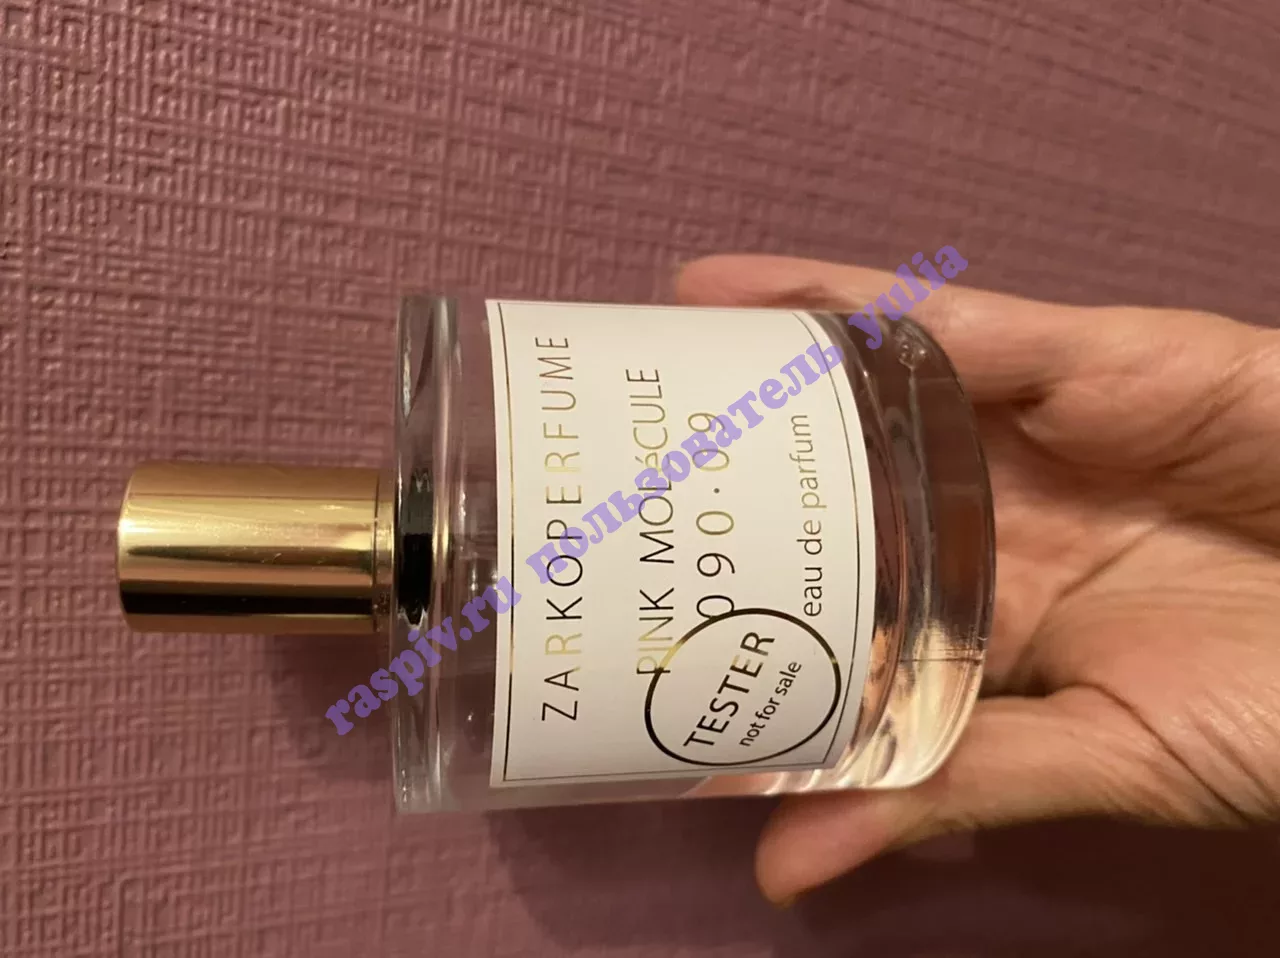 ZARKOPERFUME
PINK MOLéCULE
090·09
eau de parfum
TESTER
not for sale
raspiv.ru пользователь yulia